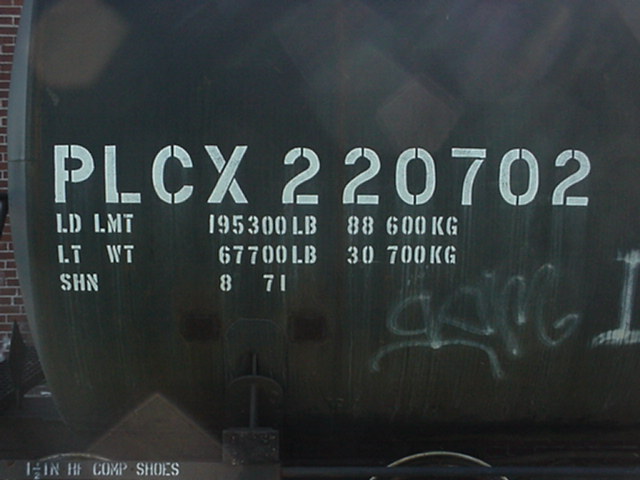 PLCX 220702
LD LMT 195300 LB 88 600 KG
LT WT 67700 LB 30 700 KG
SHN 8 71
1½ IN HF COMP SHOES